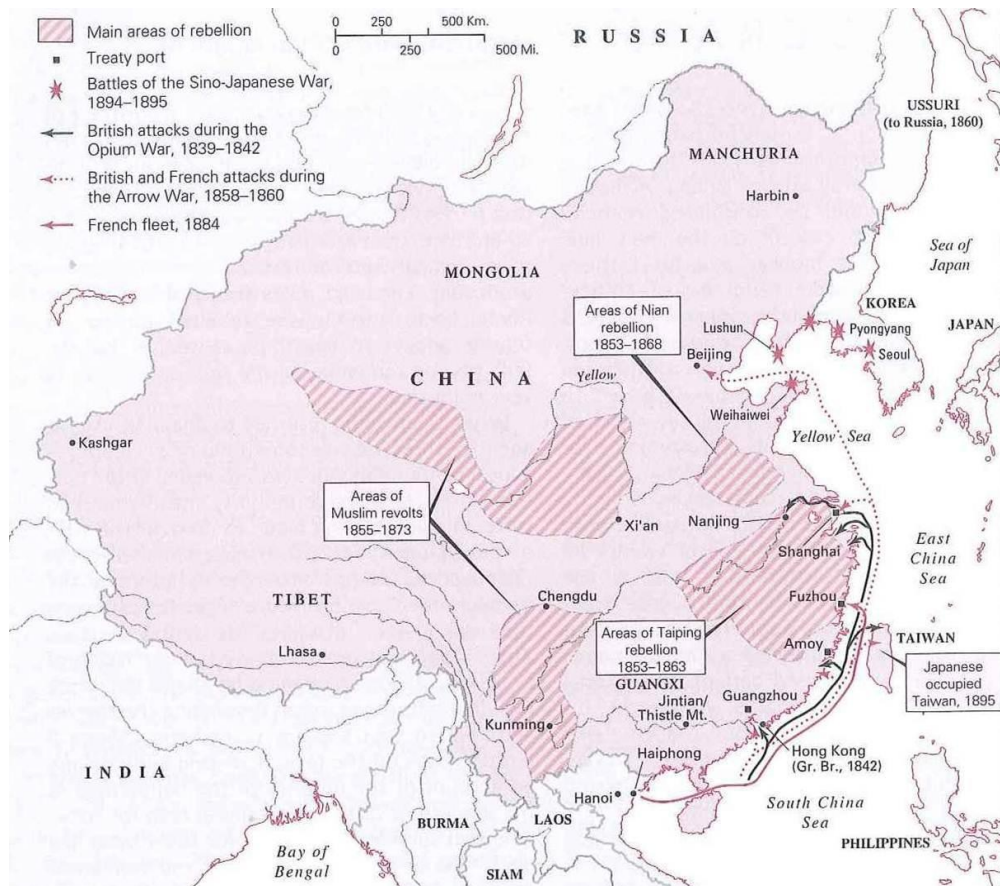 Main areas of rebellion
Treaty port
Battles of the Sino-Japanese War,
1894–1895
British attacks during the
Opium War, 1839–1842
British and French attacks during
the Arrow War, 1858–1860
French fleet, 1884
0 250 500 Km.
250 500 Mi.
RUSSIA
USSURI
(to Russia, 1860)
MANCHURIA
Harbin
Sea of
Japan
MONGOLIA
KOREA
Areas of Nian
rebellion
1853–1868
Lushun
Pyongyang
JAPAN
Seoul
Beijing
CHINA
Yellow
Weihaiwei
Yellow Sea
Kashgar
Areas of
Muslim revolts
1855–1873
Xi'an
Nanjing
Shanghai
East
China
Sea
TIBET
Chengdu
Fuzhou
Lhasa
Areas of Taiping
rebellion
1853–1863
Amoy
TAIWAN
Japanese
occupied
Taiwan, 1895
GUANGXI
Jintian/
Thistle Mt.
Guangzhou
Kunming
Haiphong
Hong Kong
(Gr. Br., 1842)
INDIA
Hanoi
South China
Sea
BURMA
LAOS
PHILIPPINES
Bay of
Bengal
SIAM